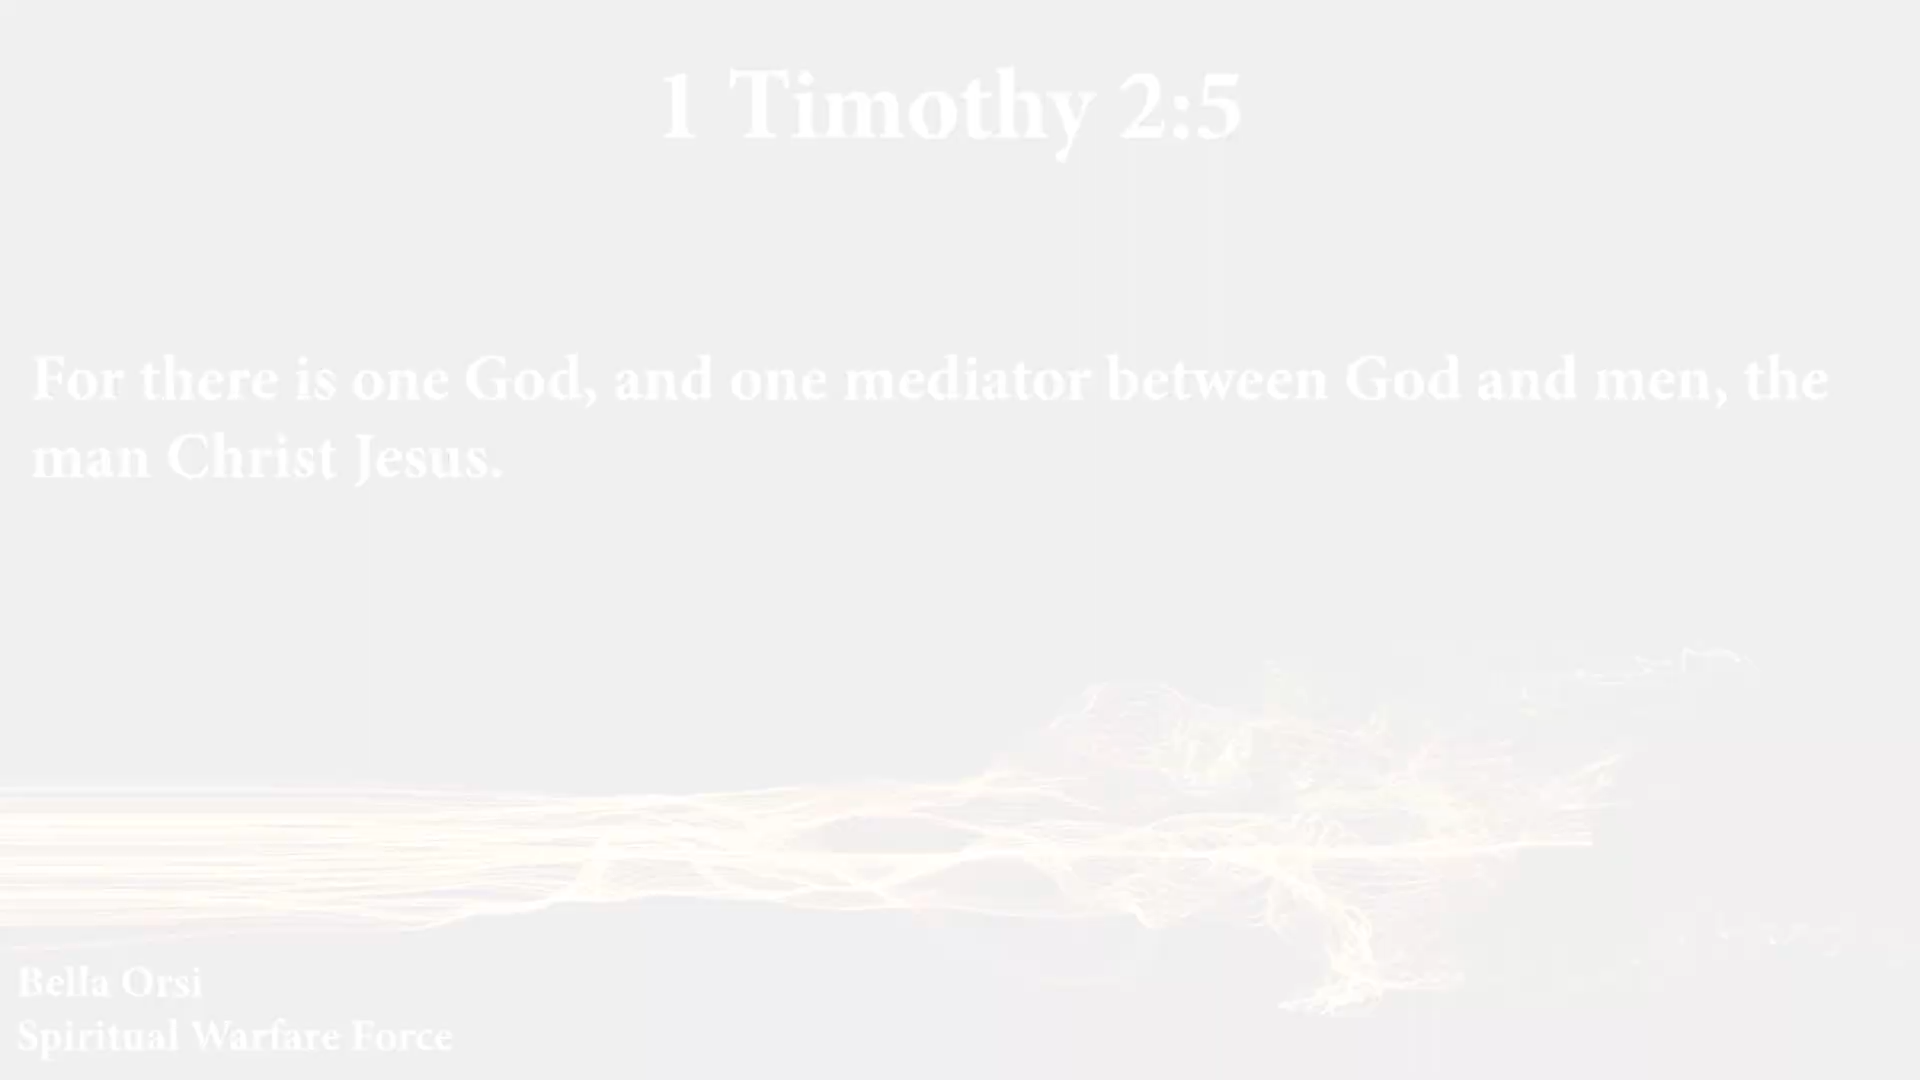 1 Timothy 2:5
For there is one God, and one mediator between God and men, the
man Christ Jesus.
Bella Orsi
Spiritual Warfare Force